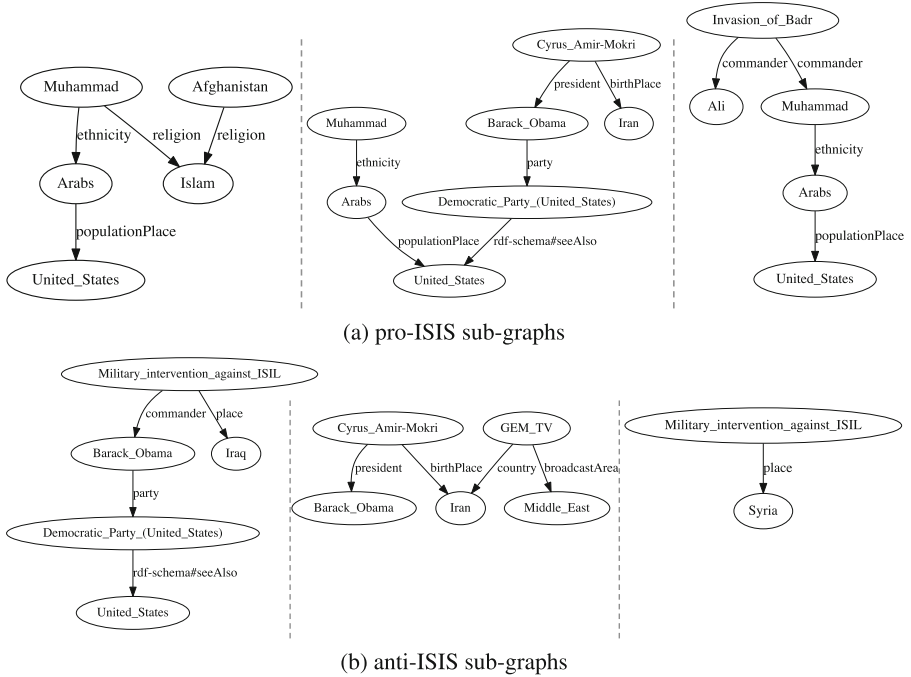 Muhammad
Afghanistan
ethnicity
religion
religion
Arabs
Islam
populationPlace
United_States
Cyrus_Amir-Mokri
president
birthPlace
Muhammad
Barack_Obama
Iran
ethnicity
party
Arabs
Democratic_Party_(United_States)
populationPlace
rdf-schema#seeAlso
United_States
Invasion_of_Badr
commander
commander
Ali
Muhammad
ethnicity
Arabs
populationPlace
United_States
(a) pro-ISIS sub-graphs
Military_intervention_against_ISIL
commander
place
Barack_Obama
Iraq
party
Democratic_Party_(United_States)
rdf-schema#seeAlso
United_States
Cyrus_Amir-Mokri
GEM_TV
president
birthPlace
country
broadcastArea
Barack_Obama
Iran
Middle_East
Military_intervention_against_ISIL
place
Syria
(b) anti-ISIS sub-graphs